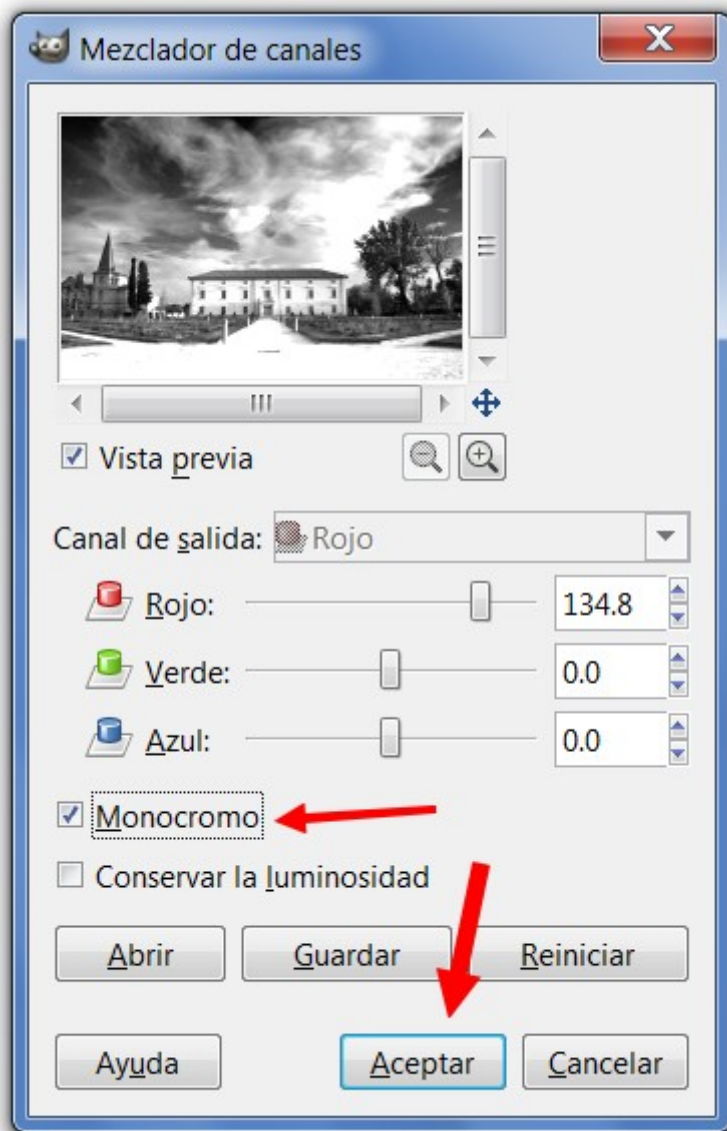 Mezclador de canales
Vista previa
Canal de salida: Rojo
Rojo: 134.8
Verde: 0.0
Azul: 0.0
Monocromo
Conservar la luminosidad
Abrir Guardar Reiniciar
Ayuda Aceptar Cancelar